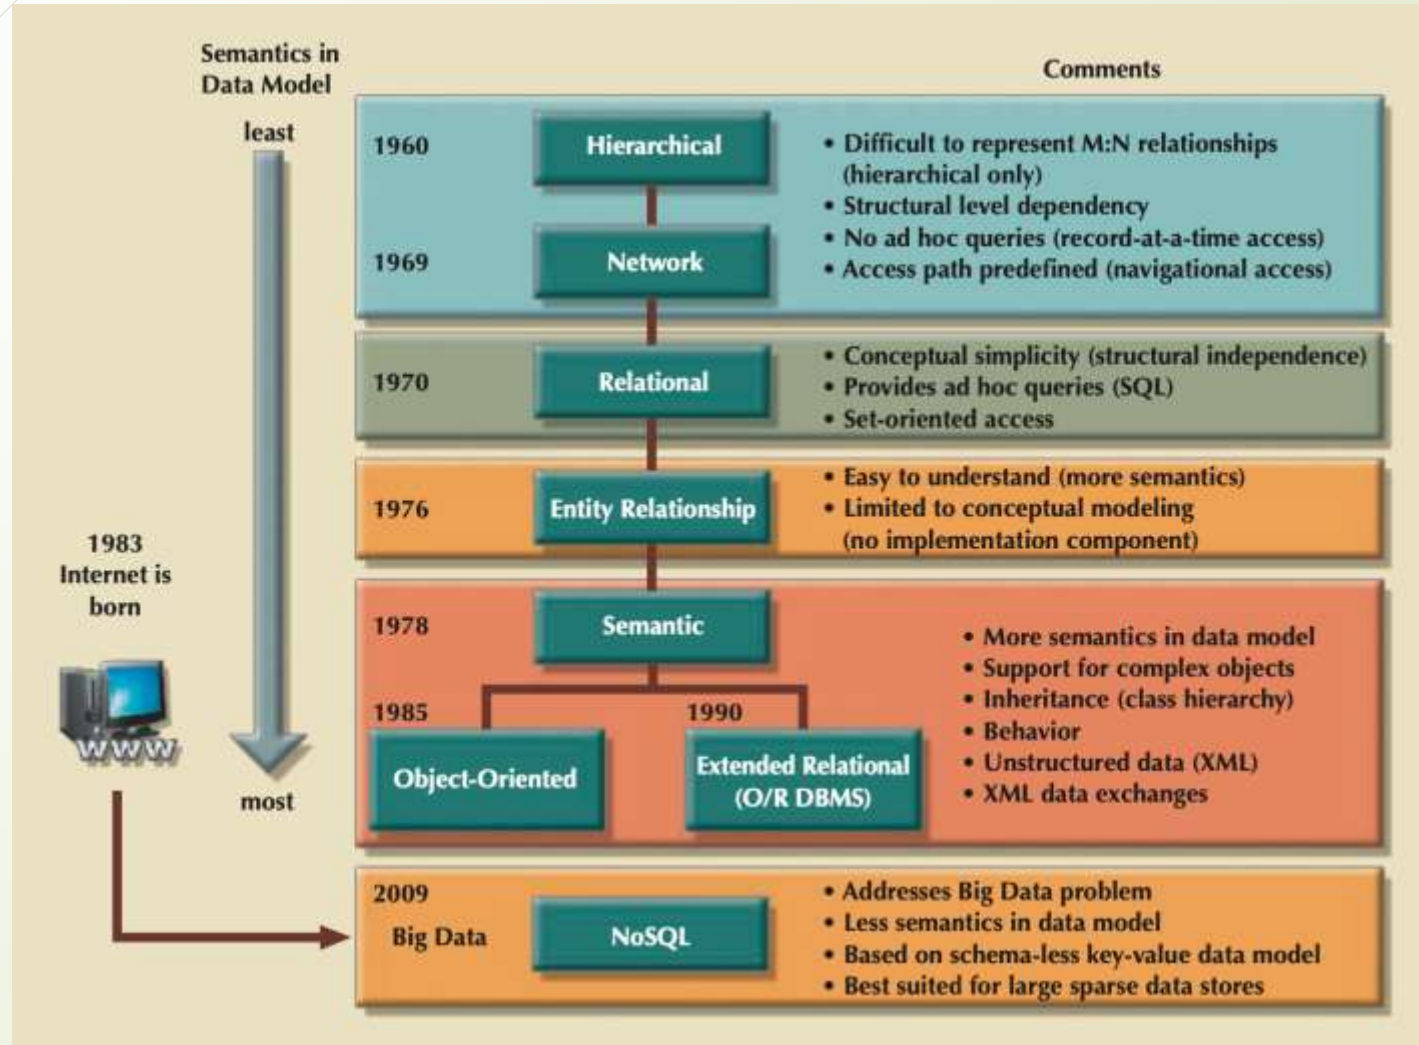 Semantics in
Data Model
least
most
Comments
1960
Hierarchical
1969
Network
• Difficult to represent M:N relationships
(hierarchical only)
• Structural level dependency
• No ad hoc queries (record-at-a-time access)
• Access path predefined (navigational access)
1970
Relational
• Conceptual simplicity (structural independence)
• Provides ad hoc queries (SQL)
• Set-oriented access
1976
Entity Relationship
• Easy to understand (more semantics)
• Limited to conceptual modeling
(no implementation component)
1983
Internet is
born
WWW
1978
Semantic
1985
Object-Oriented
1990
Extended Relational
(O/R DBMS)
• More semantics in data model
• Support for complex objects
• Inheritance (class hierarchy)
• Behavior
• Unstructured data (XML)
• XML data exchanges
2009
Big Data
NoSQL
• Addresses Big Data problem
• Less semantics in data model
• Based on schema-less key-value data model
• Best suited for large sparse data stores